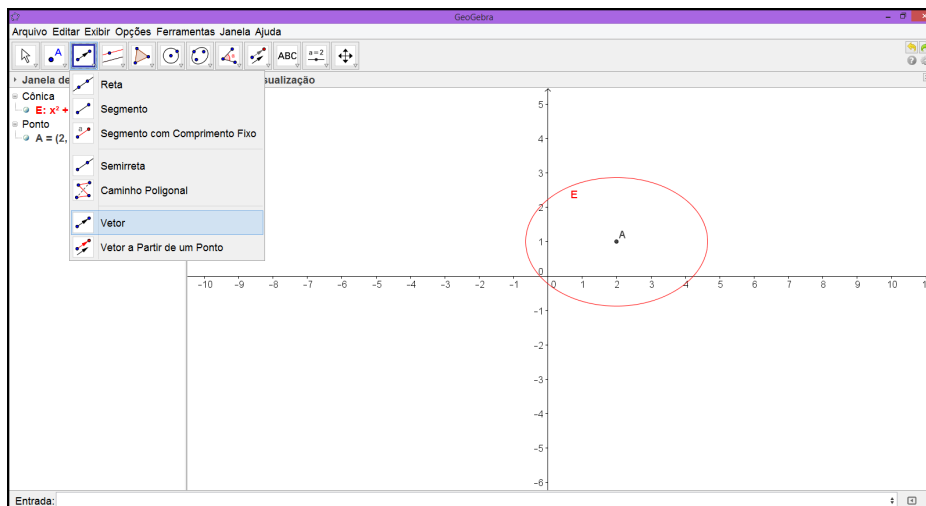 GeoGebra
Arquivo Editar Exibir Opções Ferramentas Janela Ajuda
A ABC a=2
Janela de sualização
Cônica
E: x² +
Ponto
A = (2,
Reta
Segmento
a
Segmento com Comprimento Fixo
Semirreta
Caminho Poligonal
Vetor
Vetor a Partir de um Ponto
5
4
3
E
2
A
1
0
-10 -9 -8 -7 -6 -5 -4 -3 -2 -1 0 1 2 3 4 5 6 7 8 9 10 11
-1
-2
-3
-4
-5
-6
Entrada: